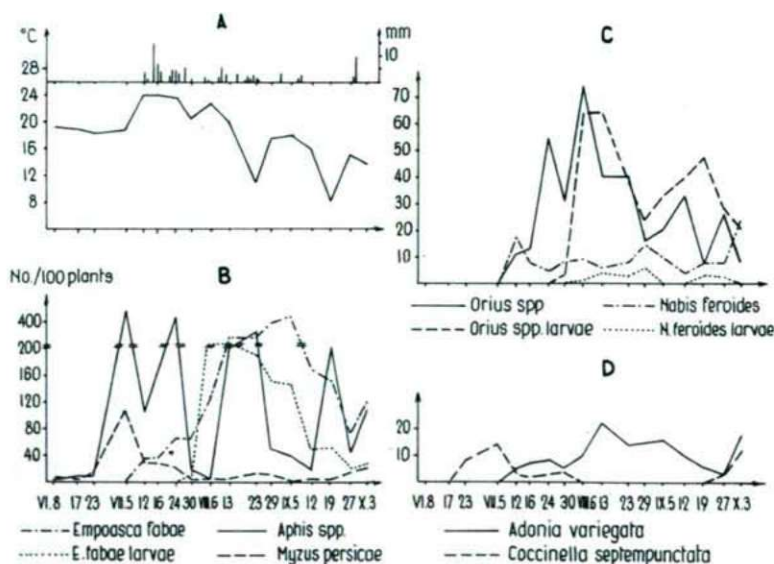 A
°C
mm
10
28
24
20
16
12
8
B
No./100 plants
400
200
160
120
80
40
VI.8 17 23 VII.5 12 16 24 30 VIII.6 13 23 29 IX.5 12 19 27 X.3
Empoasca fabae
Aphis spp.
E. fabae larvae
Myzus persicae
C
70
60
50
40
30
20
10
Orius spp
Nabis feroides
Orius spp. larvae
N. feroides larvae
D
20
10
VI.8 17 23 VII.5 12 16 24 30 VIII.6 13 23 29 IX.5 12 19 27 X.3
Adonia variegata
Coccinella septempunctata